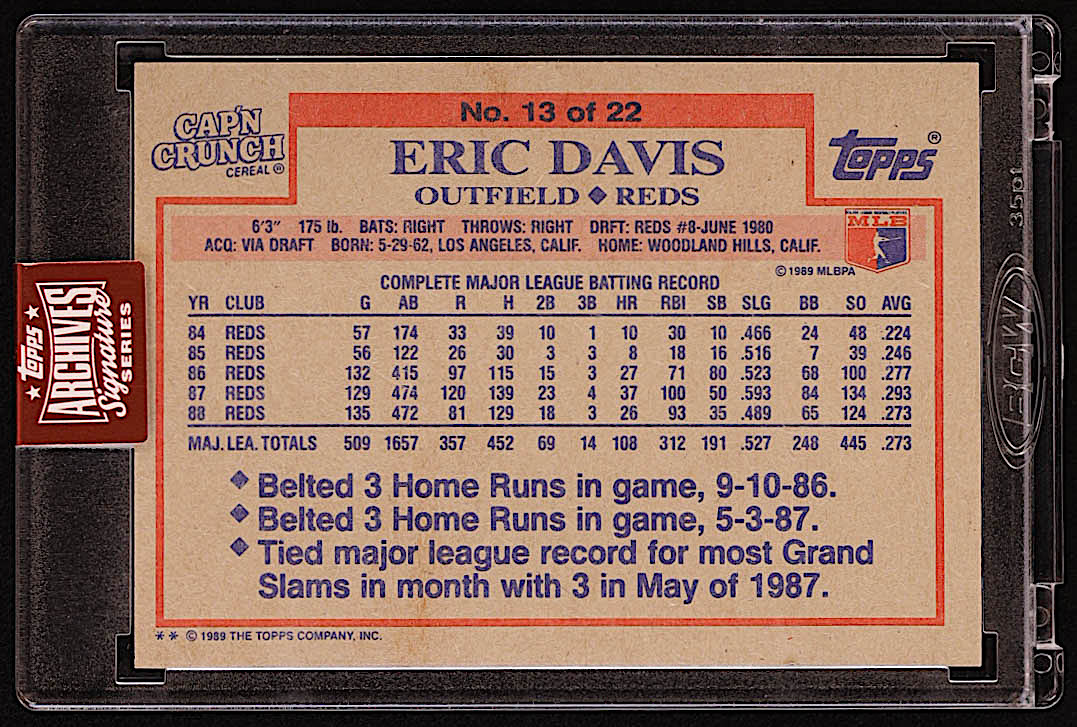 CAP'N
CRUNCH
CEREAL®
No. 13 of 22
ERIC DAVIS
OUTFIELD ◆ REDS
topps®
6'3" 175 lb. BATS: RIGHT THROWS: RIGHT DRFT: REDS #8-JUNE 1980
ACQ: VIA DRAFT BORN: 5-29-62, LOS ANGELES, CALIF. HOME: WOODLAND HILLS, CALIF.
MLB
© 1989 MLBPA
COMPLETE MAJOR LEAGUE BATTING RECORD
YR CLUB G AB R H 2B 3B HR RBI SB SLG BB SO AVG
84 REDS 57 174 33 39 10 1 10 30 10 .466 24 48 .224
85 REDS 56 122 26 30 3 3 8 18 16 .516 7 39 .246
86 REDS 132 415 97 115 15 3 27 71 80 .523 68 100 .277
87 REDS 129 474 120 139 23 4 37 100 50 .593 84 134 .293
88 REDS 135 472 81 129 18 3 26 93 35 .489 65 124 .273
MAJ. LEA. TOTALS 509 1657 357 452 69 14 108 312 191 .527 248 445 .273
◆ Belted 3 Home Runs in game, 9-10-86.
◆ Belted 3 Home Runs in game, 5-3-87.
◆ Tied major league record for most Grand
Slams in month with 3 in May of 1987.
** © 1989 THE TOPPS COMPANY, INC.
★ topps ★
ARCHIVES
Signature
SERIES
35pt
BCW